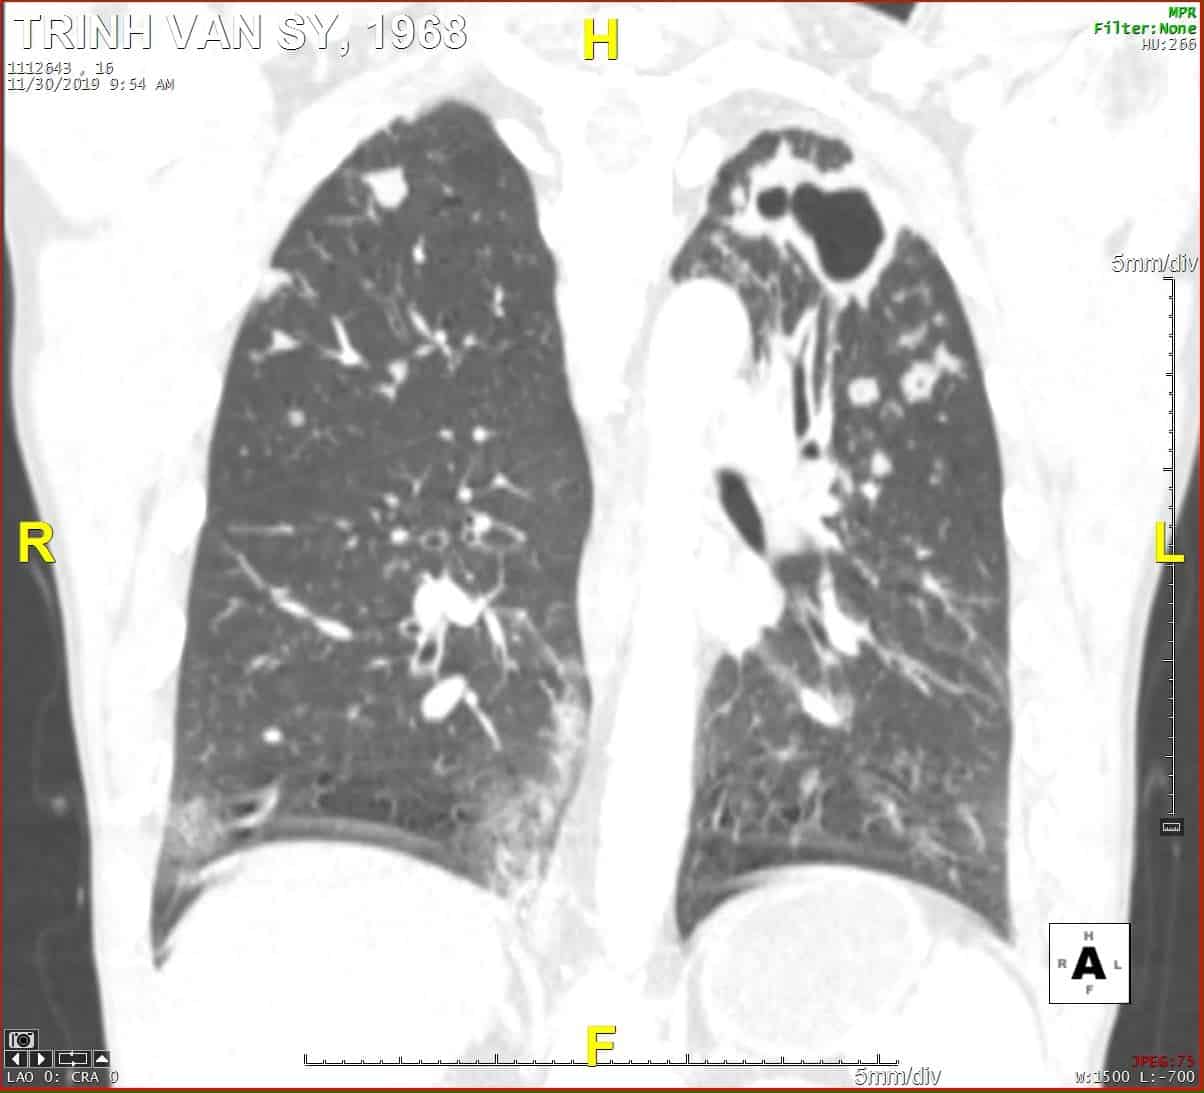 TRINH VAN SY, 1968
1112643 , 16
11/30/2019 9:54 AM
H
MPR
Filter:None
HU:266
5mm/div
R
L
H
R A L
F
F
5mm/div
LAO 0: CRA 0
JPEG:75
W:1500 L:-700